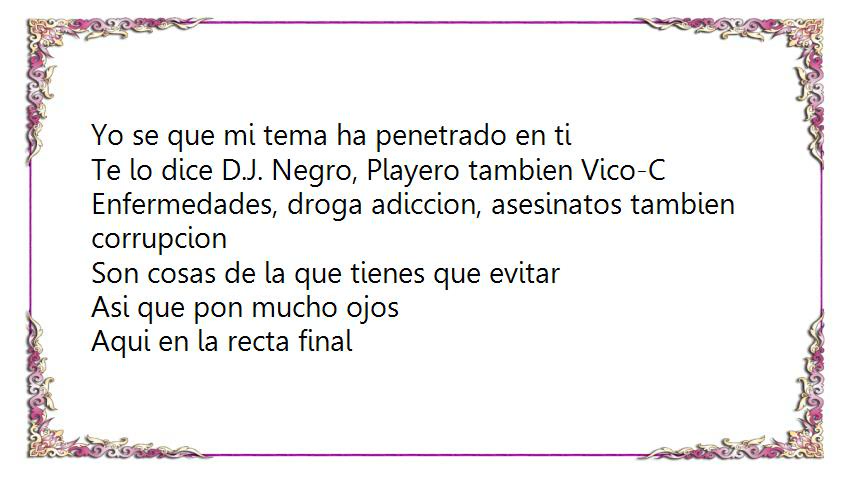 Yo se que mi tema ha penetrado en ti
Te lo dice D.J. Negro, Playero tambien Vico-C
Enfermedades, droga adiccion, asesinatos tambien
corrupcion
Son cosas de la que tienes que evitar
Asi que pon mucho ojos
Aqui en la recta final